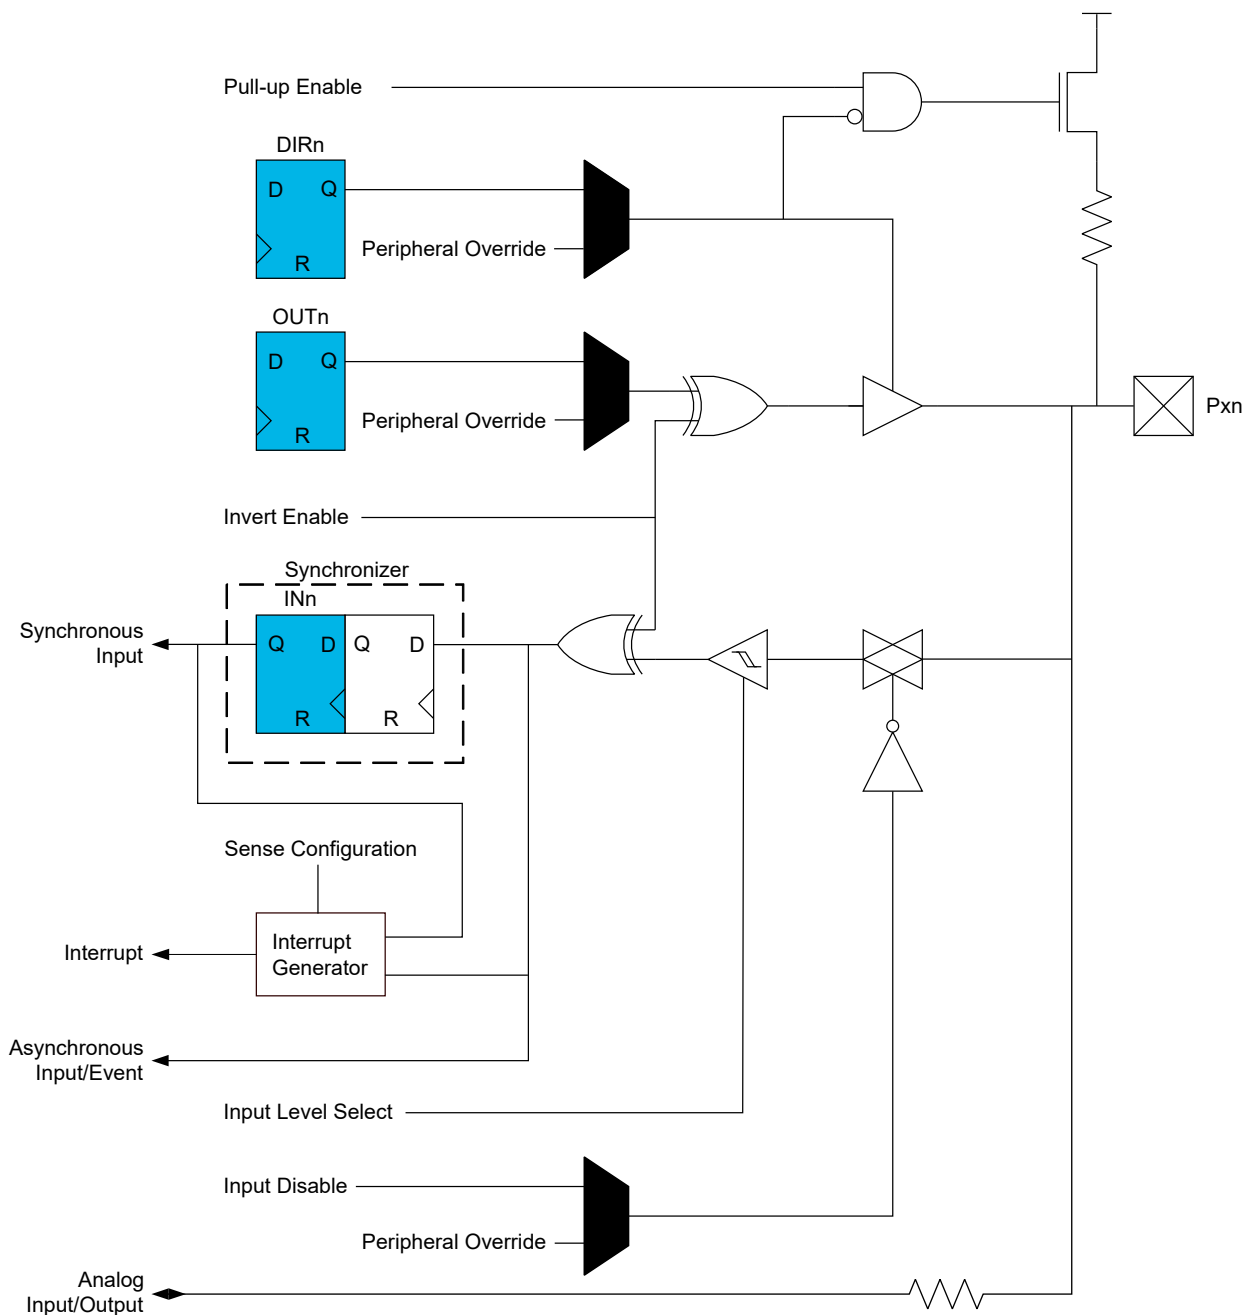 Pull-up Enable
DIRn
D Q
Peripheral Override
R
OUTn
D Q
Peripheral Override
R
Pxn
Invert Enable
Synchronizer
INn
Synchronous
Input
Q D Q D
R R
Sense Configuration
Interrupt
Interrupt
Generator
Asynchronous
Input/Event
Input Level Select
Input Disable
Peripheral Override
Analog
Input/Output